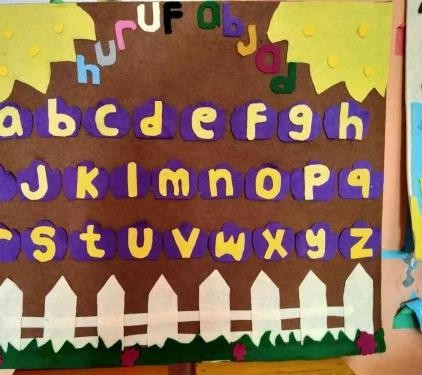 huruf abjad
a b c d e f g h
J K l m n o p q
r s t u v w x y z